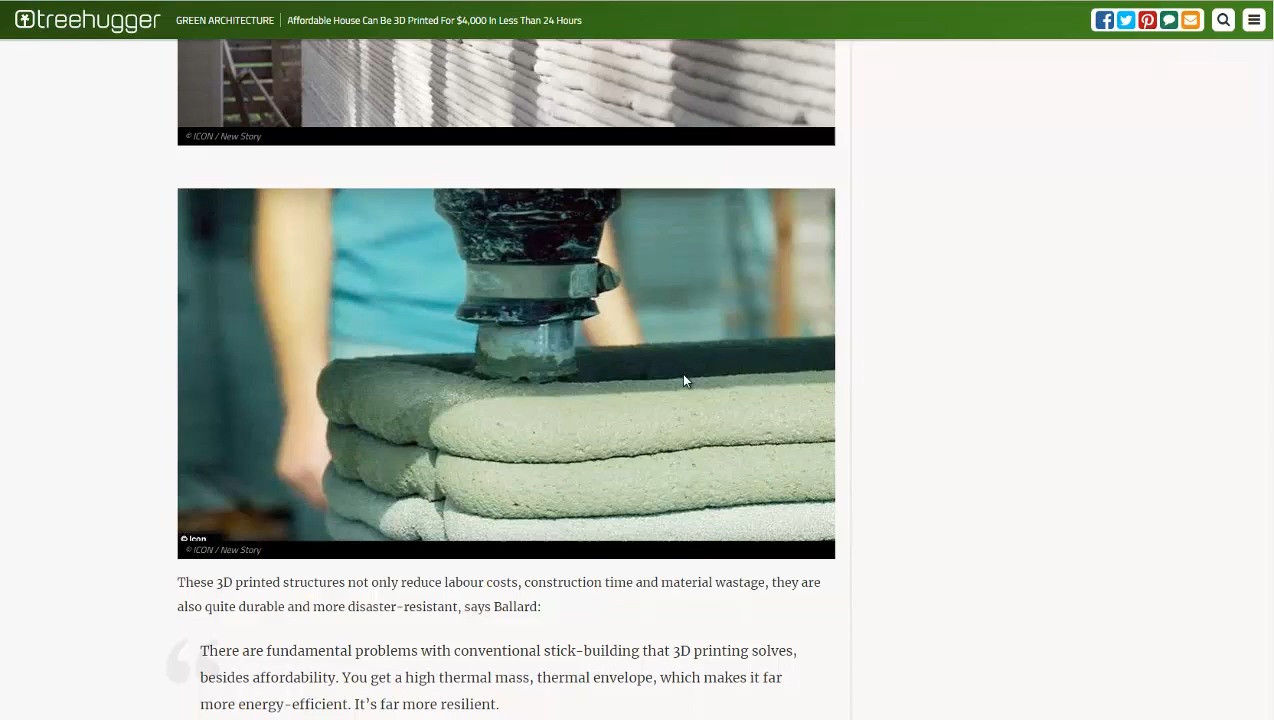 treehugger GREEN ARCHITECTURE Affordable House Can Be 3D Printed For $4,000 In Less Than 24 Hours
© ICON / New Story
© Icon
© ICON / New Story
These 3D printed structures not only reduce labour costs, construction time and material wastage, they are
also quite durable and more disaster-resistant, says Ballard:
There are fundamental problems with conventional stick-building that 3D printing solves,
besides affordability. You get a high thermal mass, thermal envelope, which makes it far
more energy-efficient. It’s far more resilient.